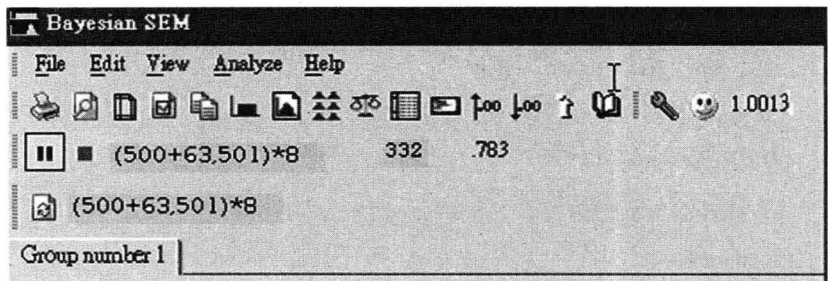 Bayesian SEM
File Edit View Analyze Help
1.0013
(500+63,501)*8 332 .783
(500+63,501)*8
Group number 1